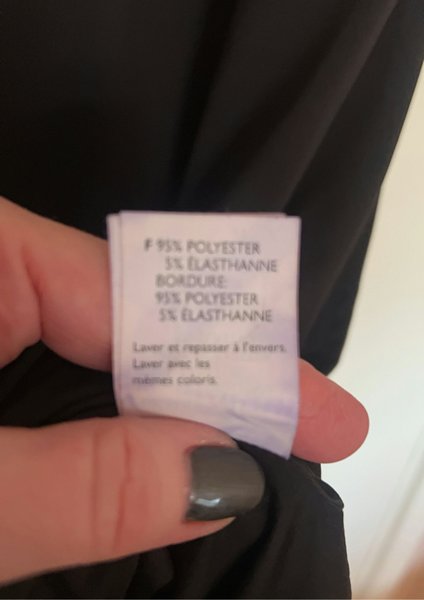 F 95% POLYESTER
5% ÉLASTHANNE
BORDURE:
95% POLYESTER
5% ÉLASTHANNE
Laver et repasser à l'envers.
Laver avec les
mêmes coloris.